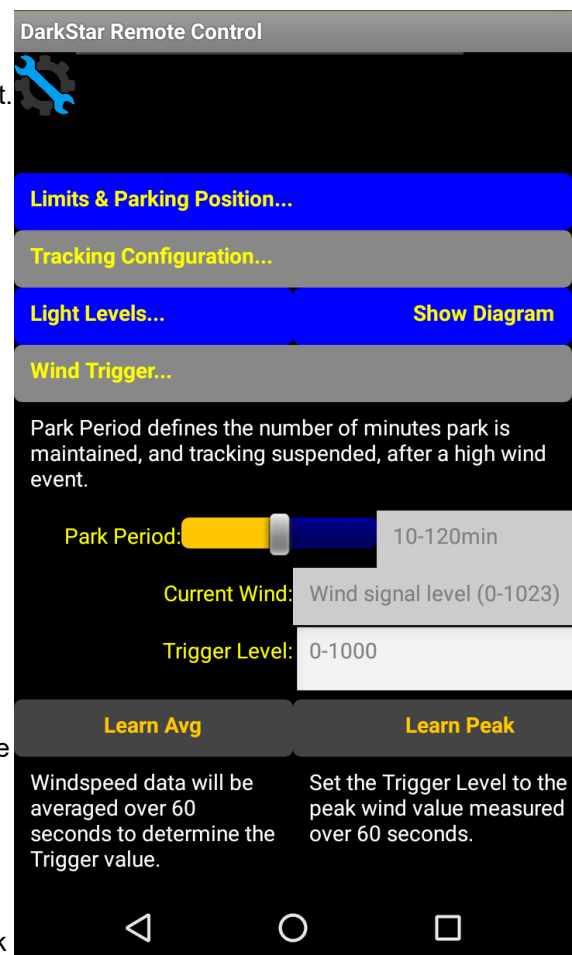 DarkStar Remote Control
t.
Limits & Parking Position...
Tracking Configuration...
Light Levels...
Show Diagram
Wind Trigger...
Park Period defines the number of minutes park is
maintained, and tracking suspended, after a high wind
event.
Park Period:
10-120min
Current Wind:
Wind signal level (0-1023)
Trigger Level:
0-1000
Learn Avg
Learn Peak
e
Windspeed data will be
averaged over 60
seconds to determine the
Trigger value.
Set the Trigger Level to the
peak wind value measured
over 60 seconds.
k